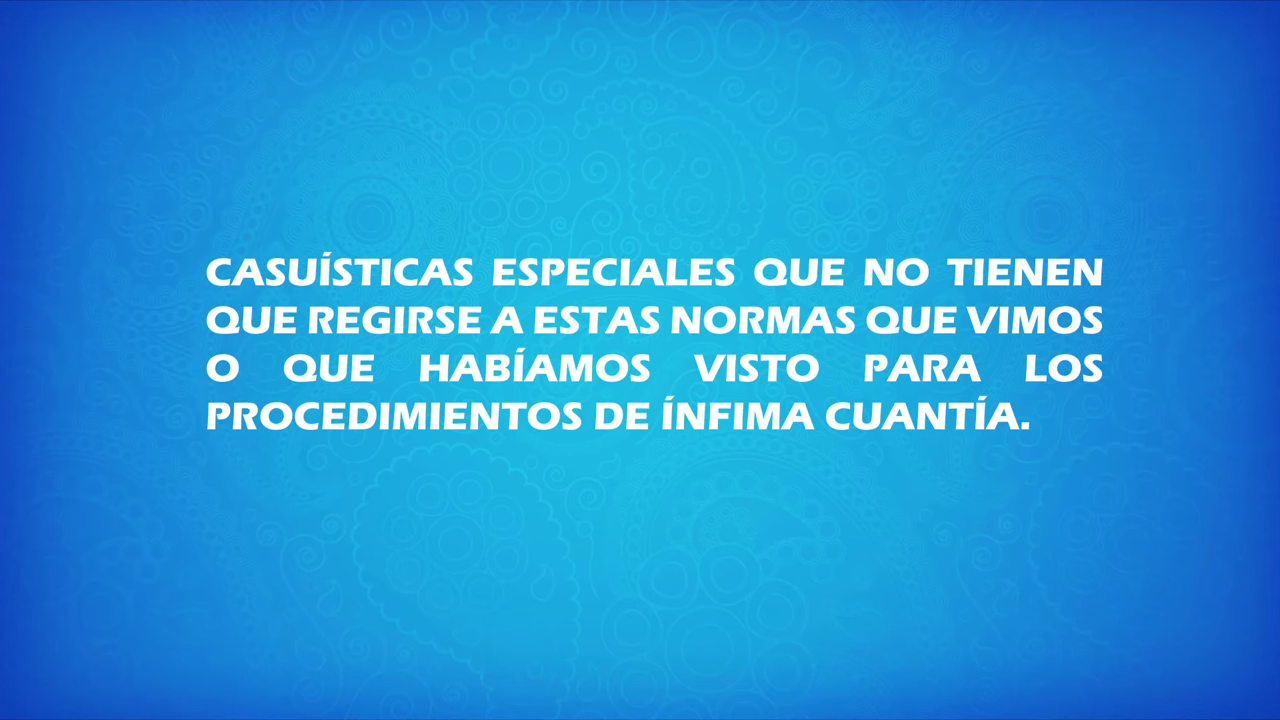 CASUÍSTICAS ESPECIALES QUE NO TIENEN
QUE REGIRSE A ESTAS NORMAS QUE VIMOS
O QUE HABÍAMOS VISTO PARA LOS
PROCEDIMIENTOS DE ÍNFIMA CUANTÍA.